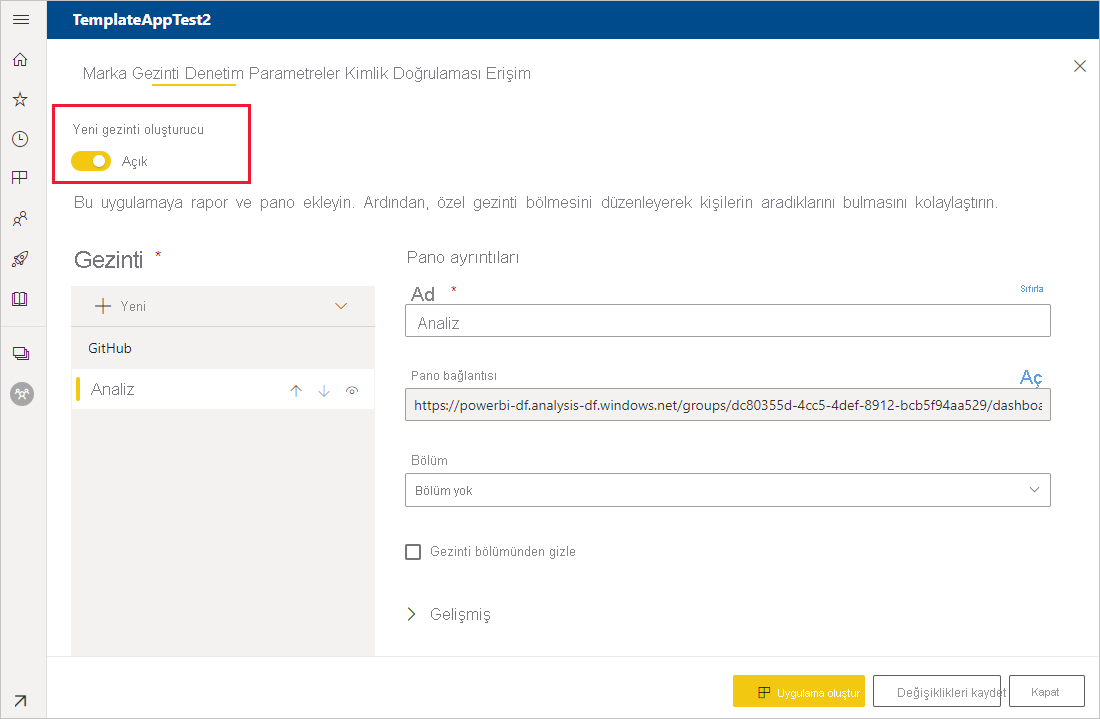 TemplateAppTest2
Marka Gezinti Denetim Parametreler Kimlik Doğrulaması Erişim
Yeni gezinti oluşturucu
Açık
Bu uygulamaya rapor ve pano ekleyin. Ardından, özel gezinti bölmesini düzenleyerek kişilerin aradıklarını bulmasını kolaylaştırın.
Gezinti *
Yeni
GitHub
Analiz
Pano ayrıntıları
Ad *
Sıfırla
Analiz
Pano bağlantısı
Aç
https://powerbi-df.analysis-df.windows.net/groups/dc80355d-4cc5-4def-8912-bcb5f94aa529/dashboa
Bölüm
Bölüm yok
Gezinti bölümünden gizle
Gelişmiş
Uygulama oluştur
Değişiklikleri kaydet
Kapat